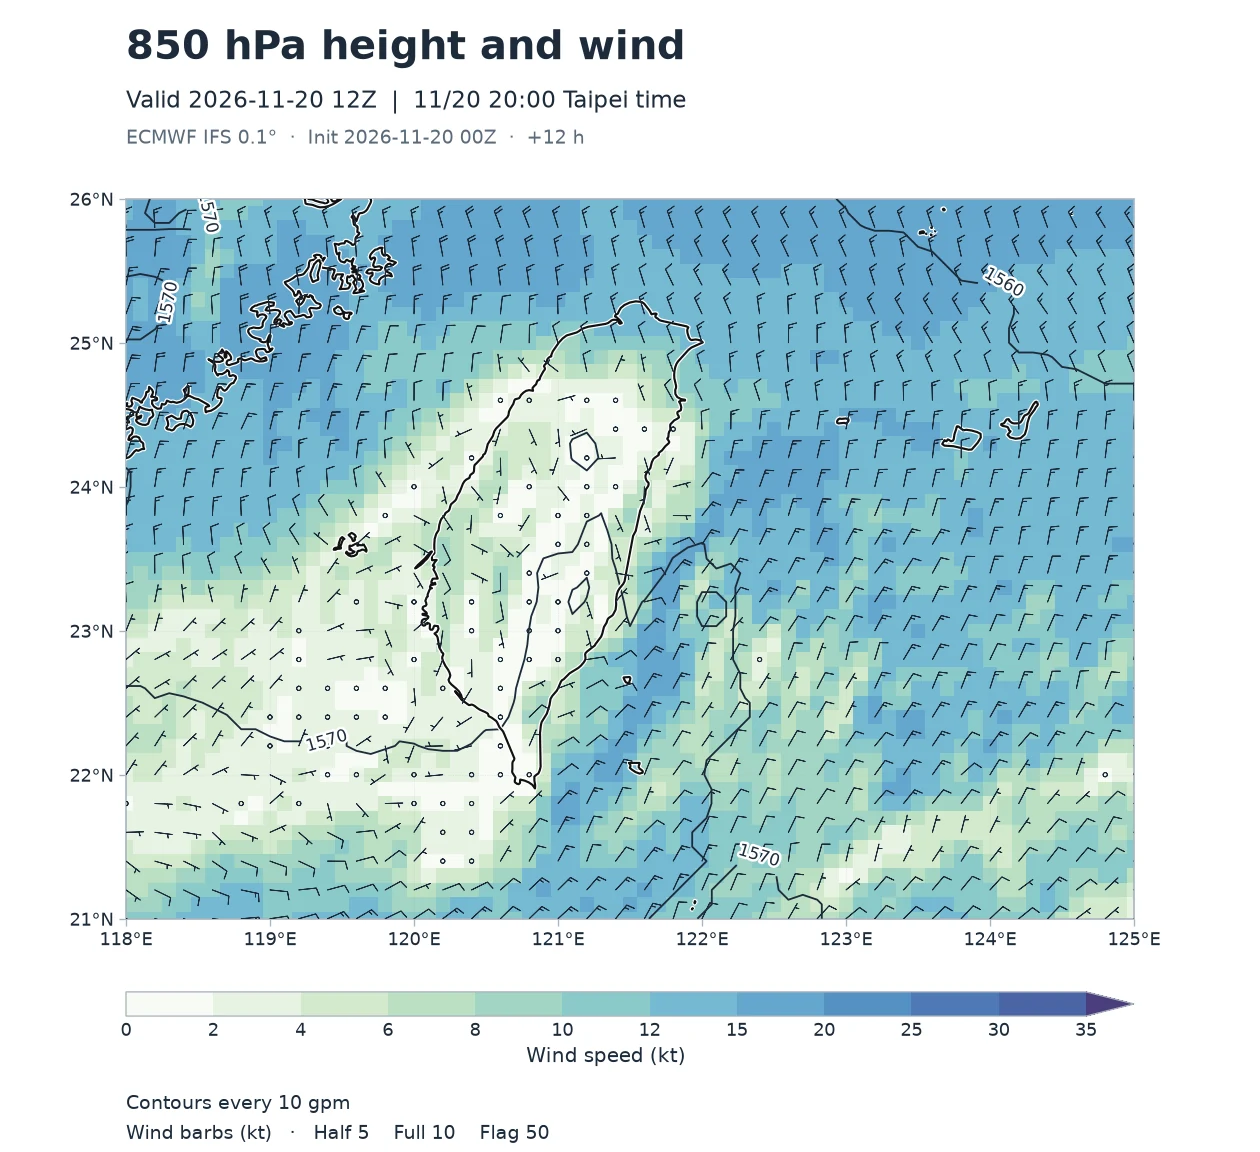 850 hPa height and wind
Valid 2026-11-20 12Z | 11/20 20:00 Taipei time
ECMWF IFS 0.1° · Init 2026-11-20 00Z · +12 h
26°N
25°N
24°N
23°N
22°N
21°N
1570
1570
1560
1570
1570
118°E 119°E 120°E 121°E 122°E 123°E 124°E 125°E
0 2 4 6 8 10 12 15 20 25 30 35
Wind speed (kt)
Contours every 10 gpm
Wind barbs (kt) · Half 5 Full 10 Flag 50